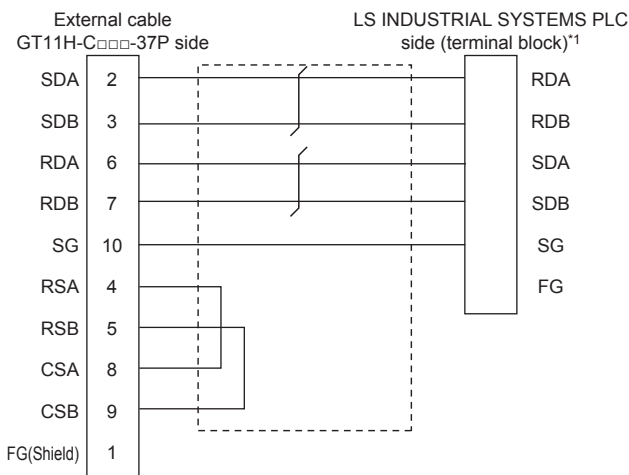 External cable
GT11H-C□□□-37P side
LS INDUSTRIAL SYSTEMS PLC
side (terminal block)*1
SDA 2 RDA
SDB 3 RDB
RDA 6 SDA
RDB 7 SDB
SG 10 SG
RSA 4 FG
RSB 5
CSA 8
CSB 9
FG(Shield) 1